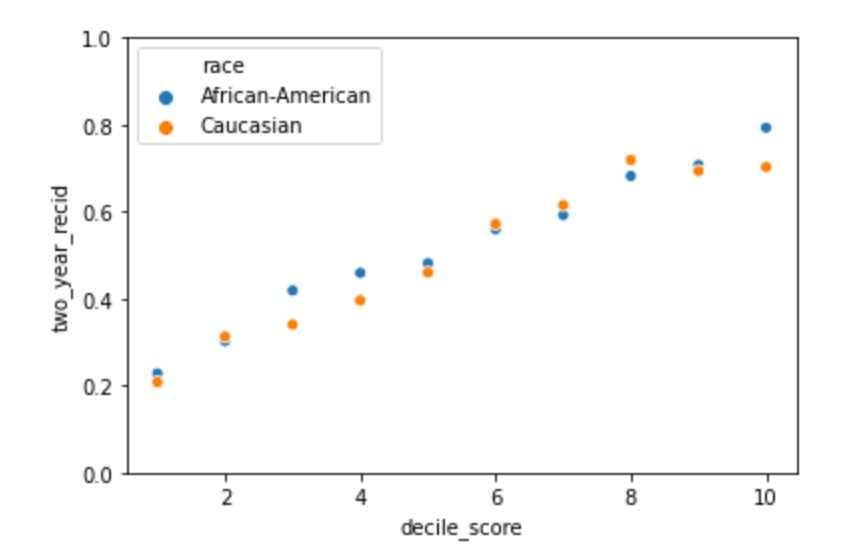 1.0
0.8
0.6
0.4
0.2
0.0
two_year_recid
race
African-American
Caucasian
2 4 6 8 10
decile_score